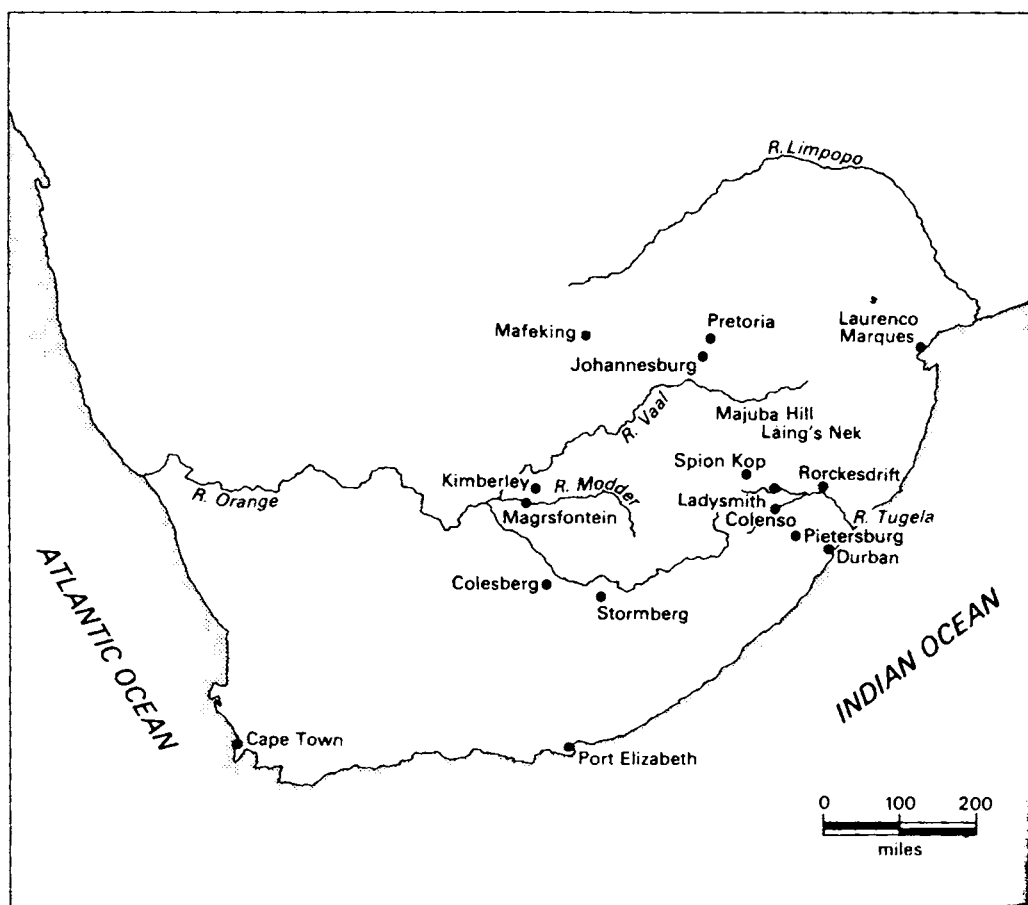 R. Limpopo
Laurenco
Marques
Mafeking
Pretoria
Johannesburg
R. Vaal
Majuba Hill
Laing's Nek
Spion Kop
Rorckesdrift
Kimberley
R. Modder
R. Orange
Ladysmith
Magrsfontein
Colenso
R. Tugela
Pietersburg
Durban
Colesberg
Stormberg
ATLANTIC OCEAN
INDIAN OCEAN
Cape Town
Port Elizabeth
0 100 200
miles